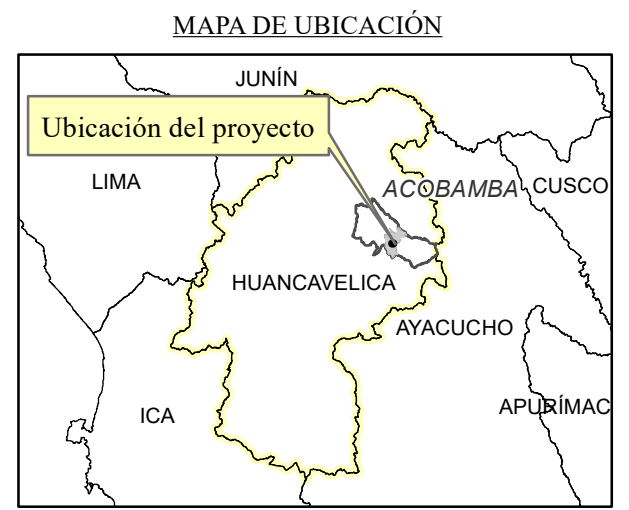 MAPA DE UBICACIÓN
JUNÍN
Ubicación del proyecto
LIMA
ACOBAMBA
CUSCO
HUANCAVELICA
AYACUCHO
ICA
APURÍMAC